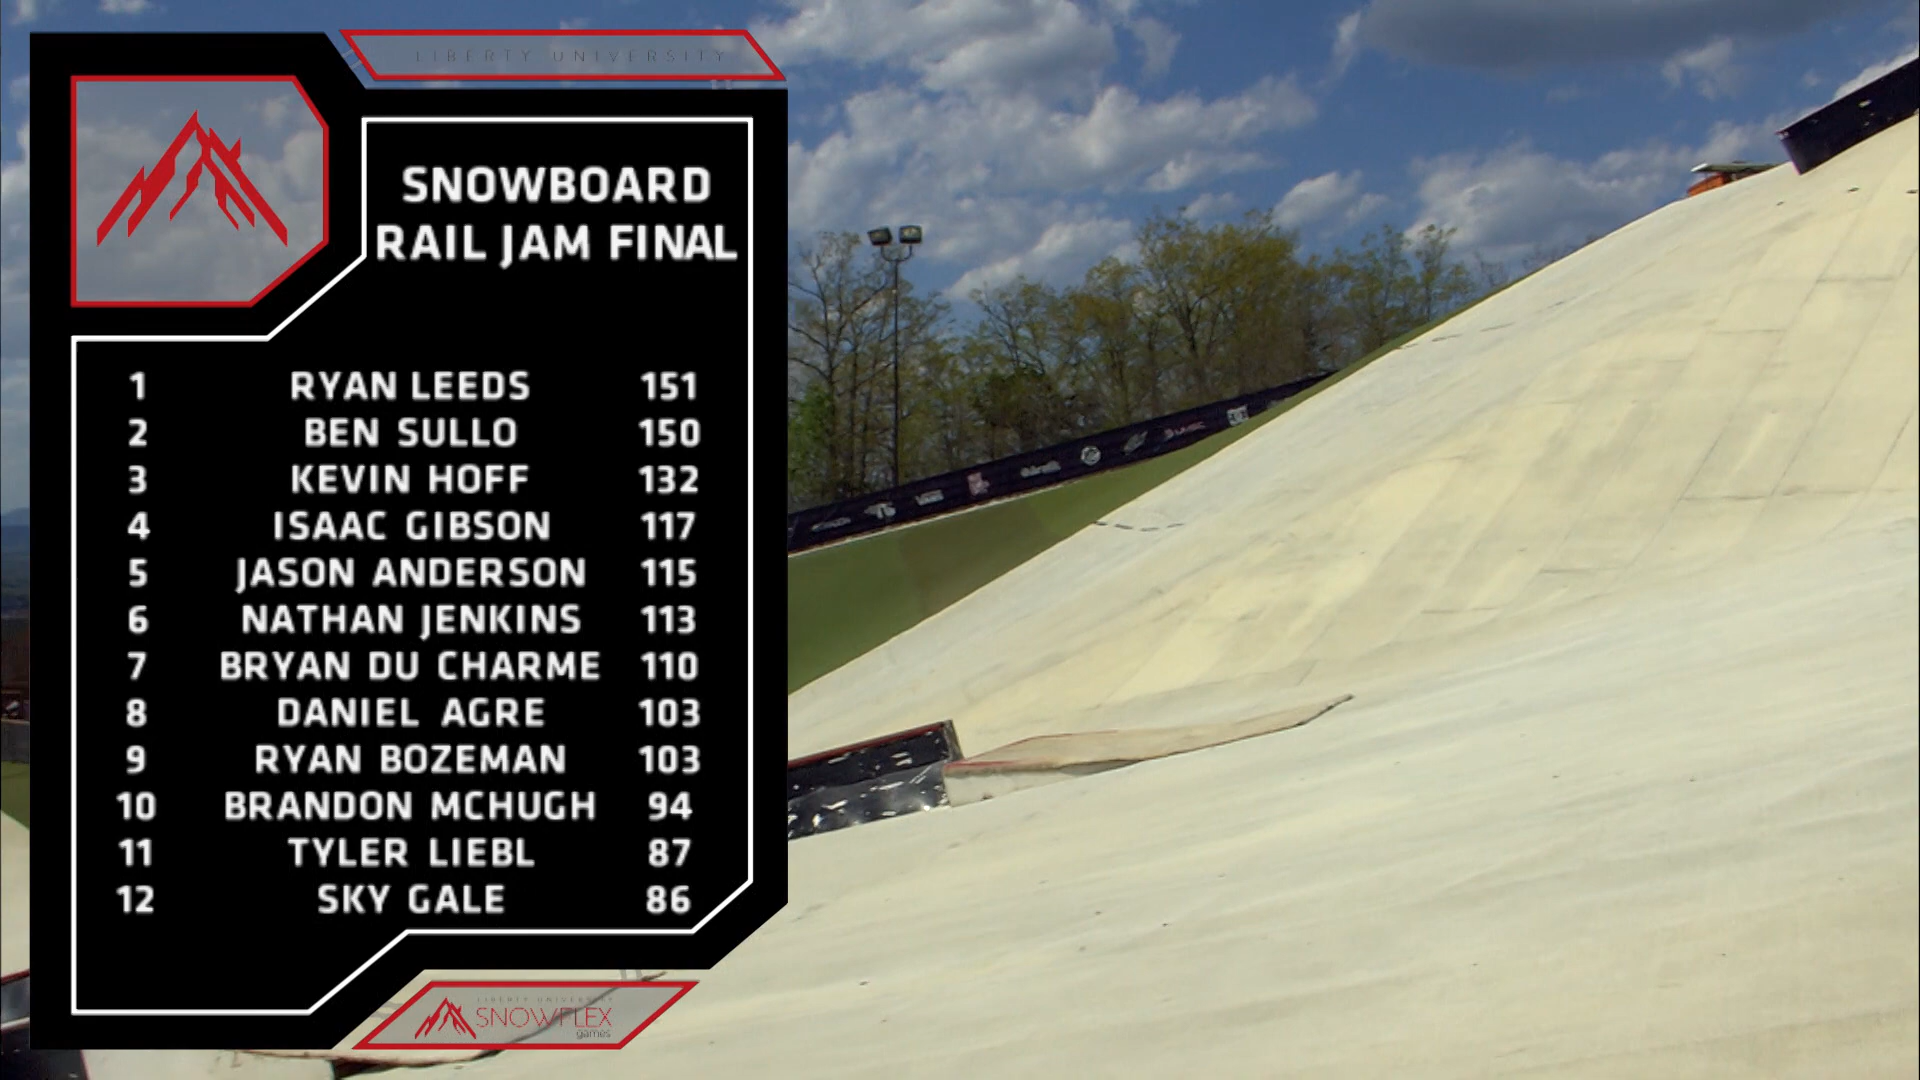 LIBERTY UNIVERSITY
SNOWBOARD
RAIL JAM FINAL
1 RYAN LEEDS 151
2 BEN SULLO 150
3 KEVIN HOFF 132
4 ISAAC GIBSON 117
5 JASON ANDERSON 115
6 NATHAN JENKINS 113
7 BRYAN DU CHARME 110
8 DANIEL AGRE 103
9 RYAN BOZEMAN 103
10 BRANDON MCHUGH 94
11 TYLER LIEBL 87
12 SKY GALE 86
LIBERTY UNIVERSITY
SNOWFLEX
games